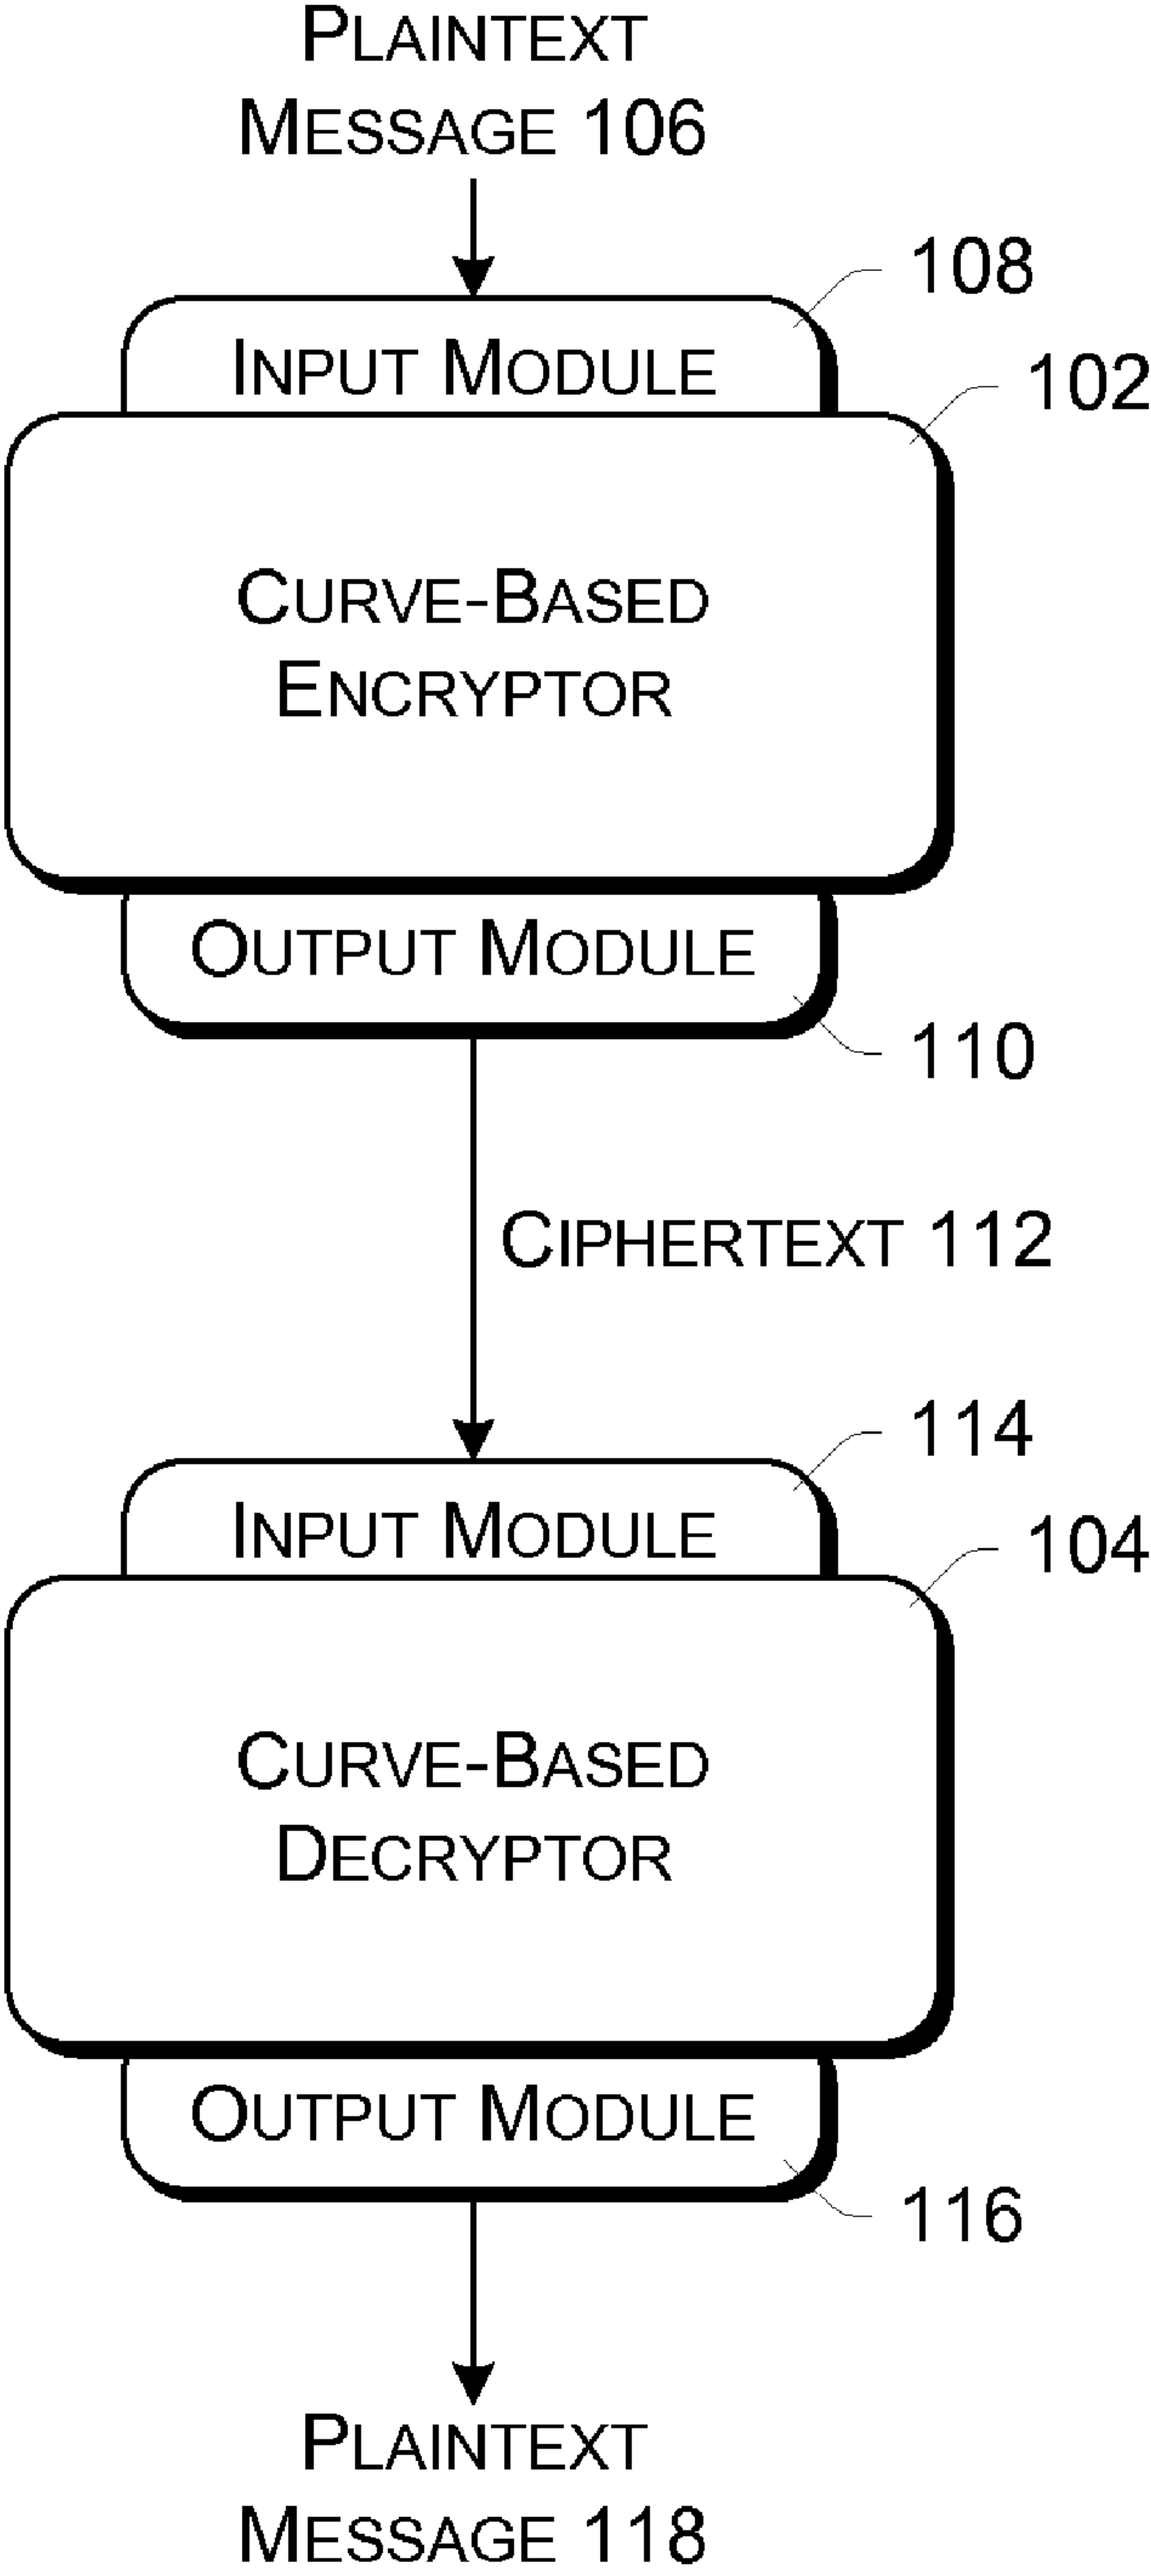 PLAINTEXT
MESSAGE 106
108
INPUT MODULE
102
CURVE-BASED
ENCRYPTOR
OUTPUT MODULE
110
CIPHERTEXT 112
114
INPUT MODULE
104
CURVE-BASED
DECRYPTOR
OUTPUT MODULE
116
PLAINTEXT
MESSAGE 118